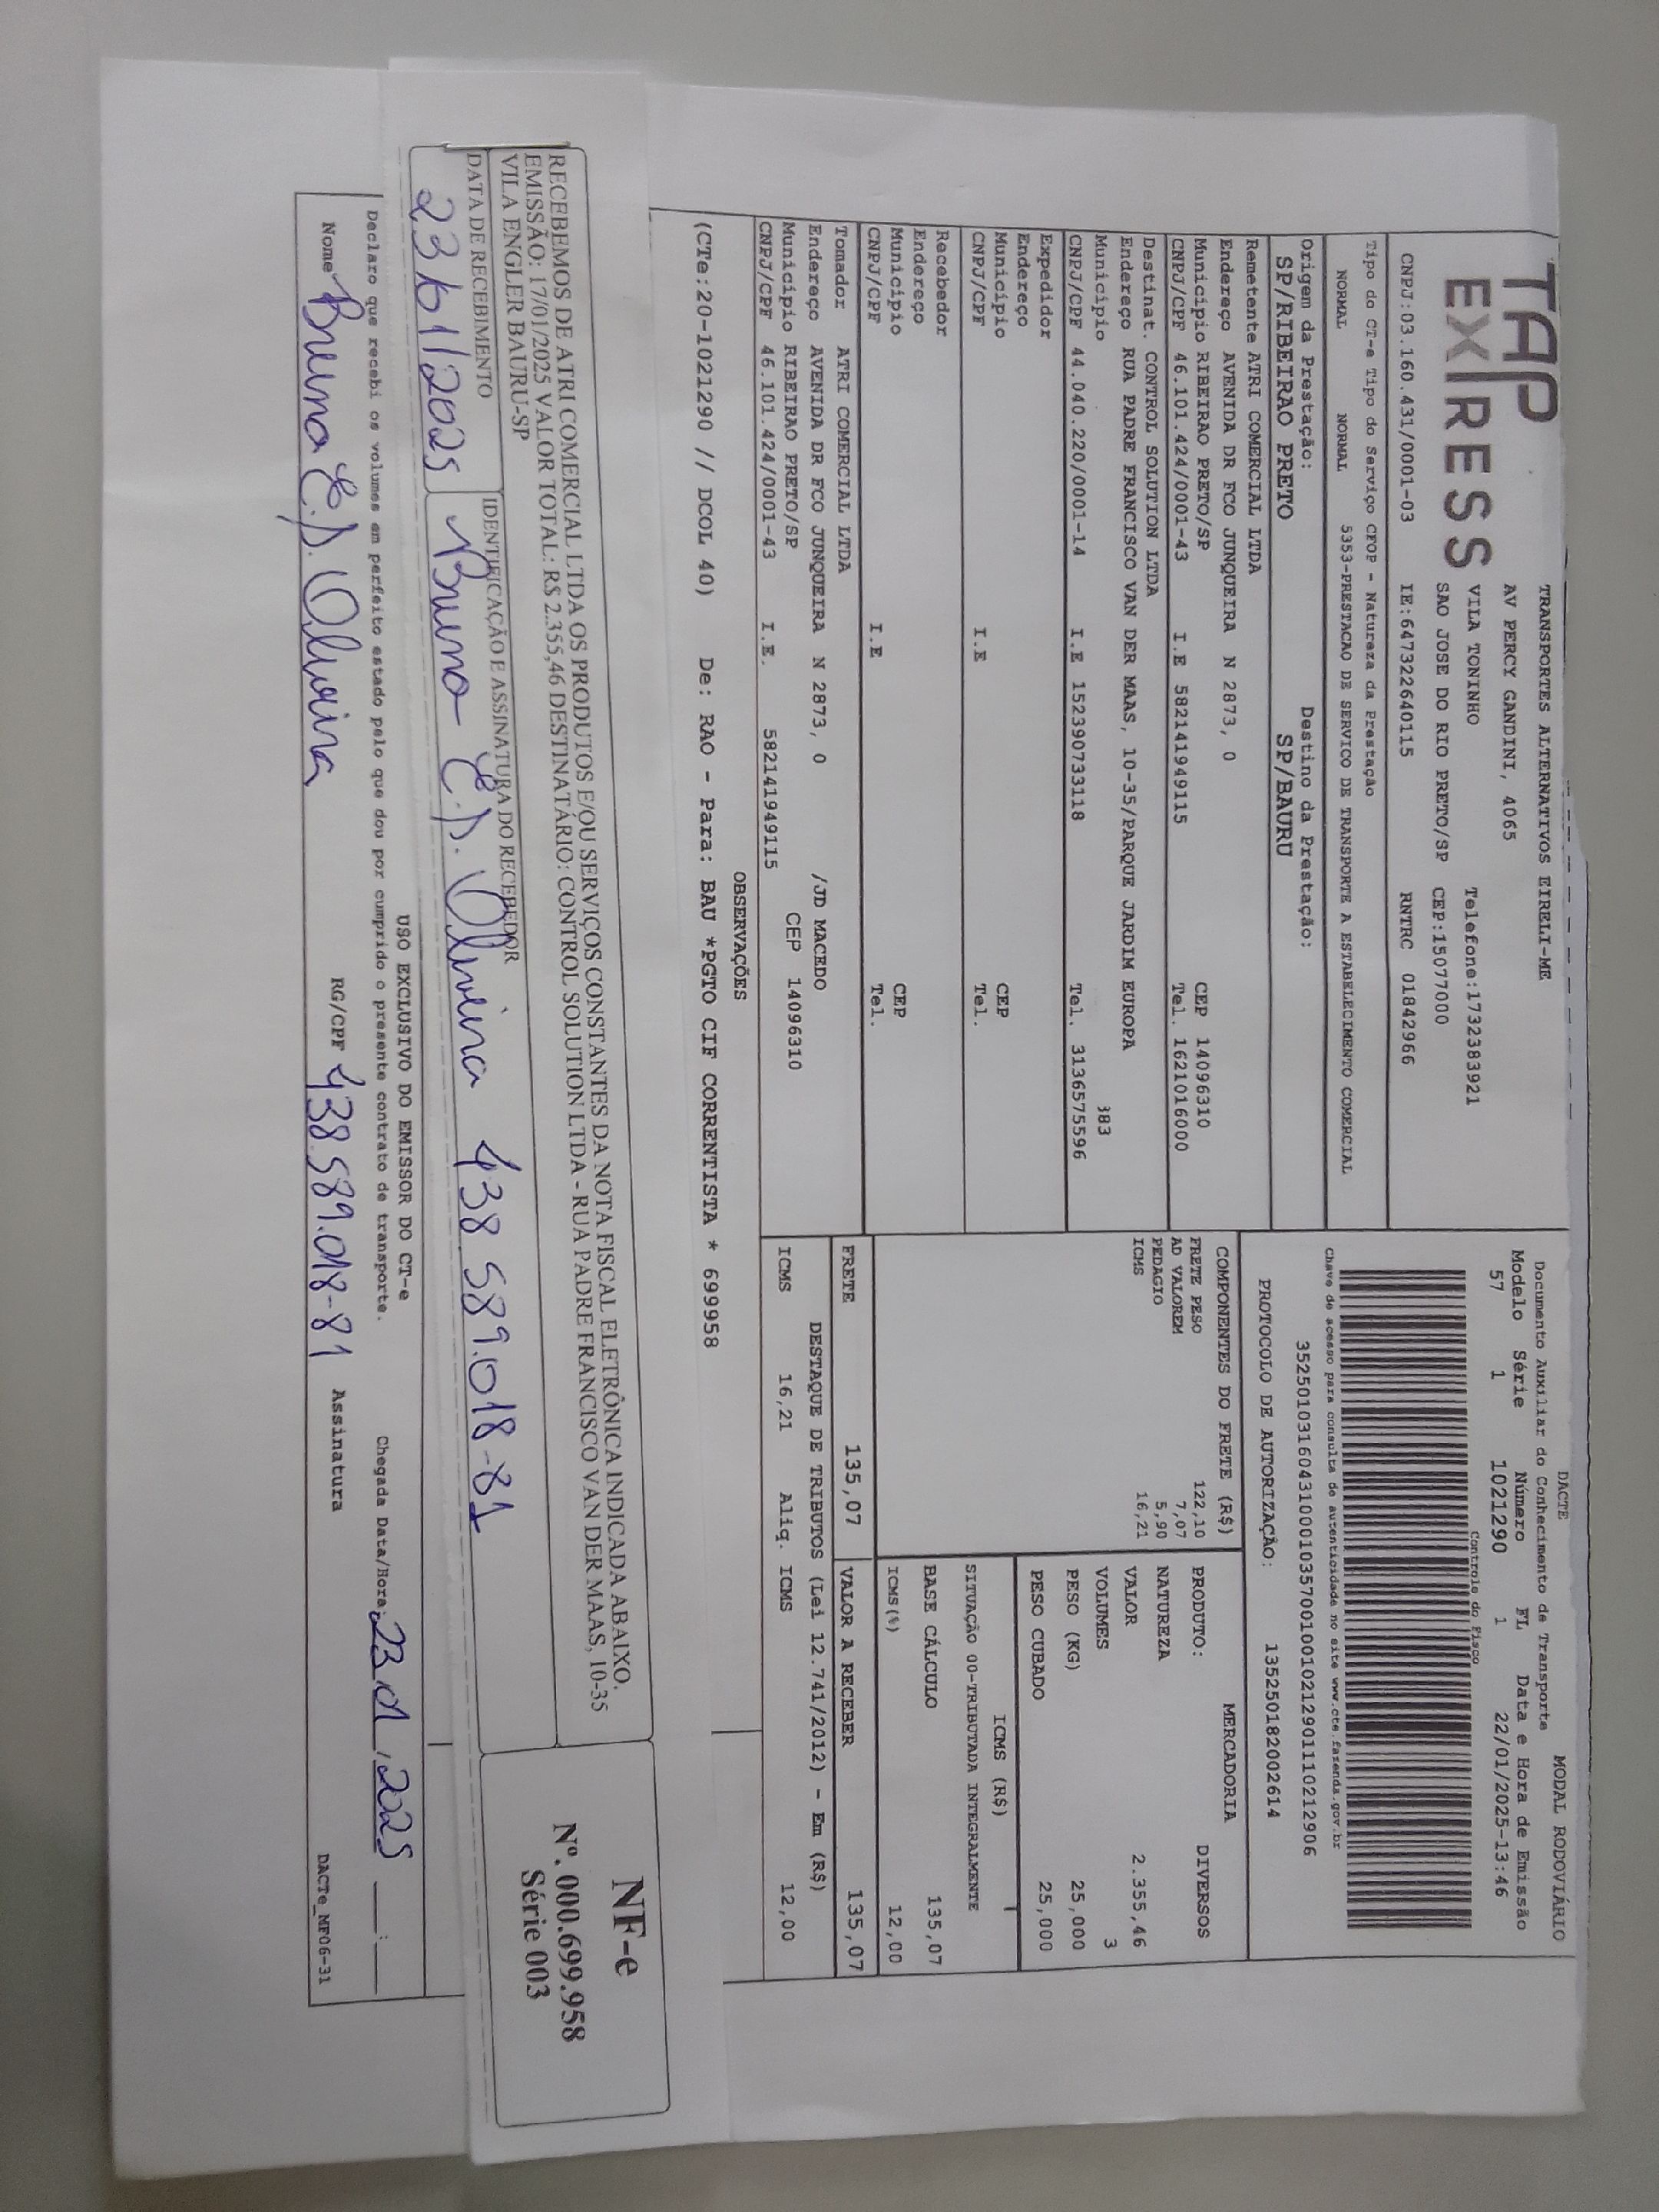 TAP
EXPRESS
TRANSPORTES ALTERNATIVOS EIRELI-ME
AV PERCY GANDINI, 4065
VILA TONINHO Telefone:1732383921
SAO JOSE DO RIO PRETO/SP CEP:15077000
CNPJ:03.160.431/0001-03 IE:647322640115 RNTRC 01842966
Tipo do CT-e Tipo do Serviço CFOP - Natureza da Prestação
NORMAL NORMAL 5353-PRESTACAO DE SERVICO DE TRANSPORTE A ESTABELECIMENTO COMERCIAL
Origem da Prestação: Destino da Prestação:
SP/RIBEIRAO PRETO SP/BAURU
Remetente ATRI COMERCIAL LTDA
Endereço AVENIDA DR FCO JUNQUEIRA N 2873, 0
Município RIBEIRAO PRETO/SP CEP 14096310
CNPJ/CPF 46.101.424/0001-43 I.E 582141949115 Tel. 1621016000
Destinat. CONTROL SOLUTION LTDA
Endereço RUA PADRE FRANCISCO VAN DER MAAS, 10-35/PARQUE JARDIM EUROPA
Município 383
CNPJ/CPF 44.040.220/0001-14 I.E 152390733118 Tel. 3136575596
Expedidor
Endereço
Município CEP
CNPJ/CPF I.E Tel.
Recebedor
Endereço
Município CEP
CNPJ/CPF I.E Tel.
Tomador: ATRI COMERCIAL LTDA
Endereço AVENIDA DR FCO JUNQUEIRA N 2873, 0 /JD MACEDO
Município RIBEIRAO PRETO/SP CEP 14096310
CNPJ/CPF 46.101.424/0001-43 I.E. 582141949115
DACTE MODAL RODOVIÁRIO
Documento Auxiliar do Conhecimento de Transporte
Modelo Série Número FL Data e Hora de Emissão
57 1 1021290 1 22/01/2025-13:46
Controle do Fisco
Chave de acesso para consulta de autenticidade no site www.cte.fazenda.gov.br
35250103160431000103570010010212901110212906
PROTOCOLO DE AUTORIZAÇÃO: 135250182002614
COMPONENTES DO FRETE (R$)
FRETE PESO 122,10
AD VALOREM 7,07
PEDAGIO 5,90
ICMS 16,21
MERCADORIA
PRODUTO: DIVERSOS
NATUREZA
VALOR 2.355,46
VOLUMES 3
PESO (KG) 25,000
PESO CUBADO 25,000
ICMS (R$)
SITUAÇÃO 00-TRIBUTADA INTEGRALMENTE
BASE CÁLCULO 135,07
ICMS(%) 12,00
FRETE 135,07 VALOR A RECEBER 135,07
DESTAQUE DE TRIBUTOS (Lei 12.741/2012) - Em (R$)
ICMS 16,21 Aliq. ICMS 12,00
OBSERVAÇÕES
(CTe:20-1021290 // DCOL 40) De: RAO - Para: BAU *PGTO CIF CORRENTISTA * 699958
RECEBEMOS DE ATRI COMERCIAL LTDA OS PRODUTOS E/OU SERVIÇOS CONSTANTES DA NOTA FISCAL ELETRÔNICA INDICADA ABAIXO.
EMISSÃO: 17/01/2025 VALOR TOTAL: R$ 2.355,46 DESTINATÁRIO: CONTROL SOLUTION LTDA - RUA PADRE FRANCISCO VAN DER MAAS, 10-35
VILA ENGLER BAURU-SP
DATA DE RECEBIMENTO IDENTIFICAÇÃO E ASSINATURA DO RECEBEDOR
23/01/2025 Bruno E.D. Oliveira 438 589.018-81
NF-e
Nº. 000.699.958
Série 003
USO EXCLUSIVO DO EMISSOR DO CT-e
Declaro que recebi os volumes em perfeito estado pelo que dou por cumprido o presente contrato de transporte. Chegada Data/Hora: 23.01.2025 ___:___
Nome Bruno E.D. Oliveira RG/CPF 438.589.018-81 Assinatura
DACTe_MF06-31